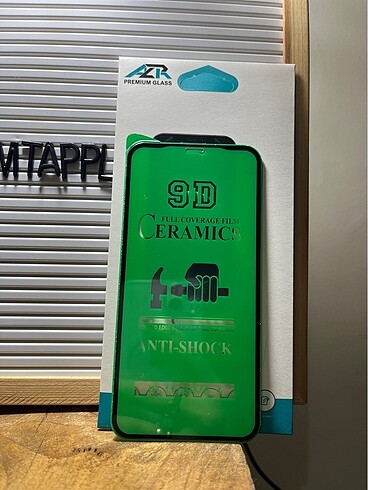 AZR
PREMIUM GLASS
MTAPPL
9D
FULL COVERAGE FILM
CERAMICS
ANTI-SHOCK